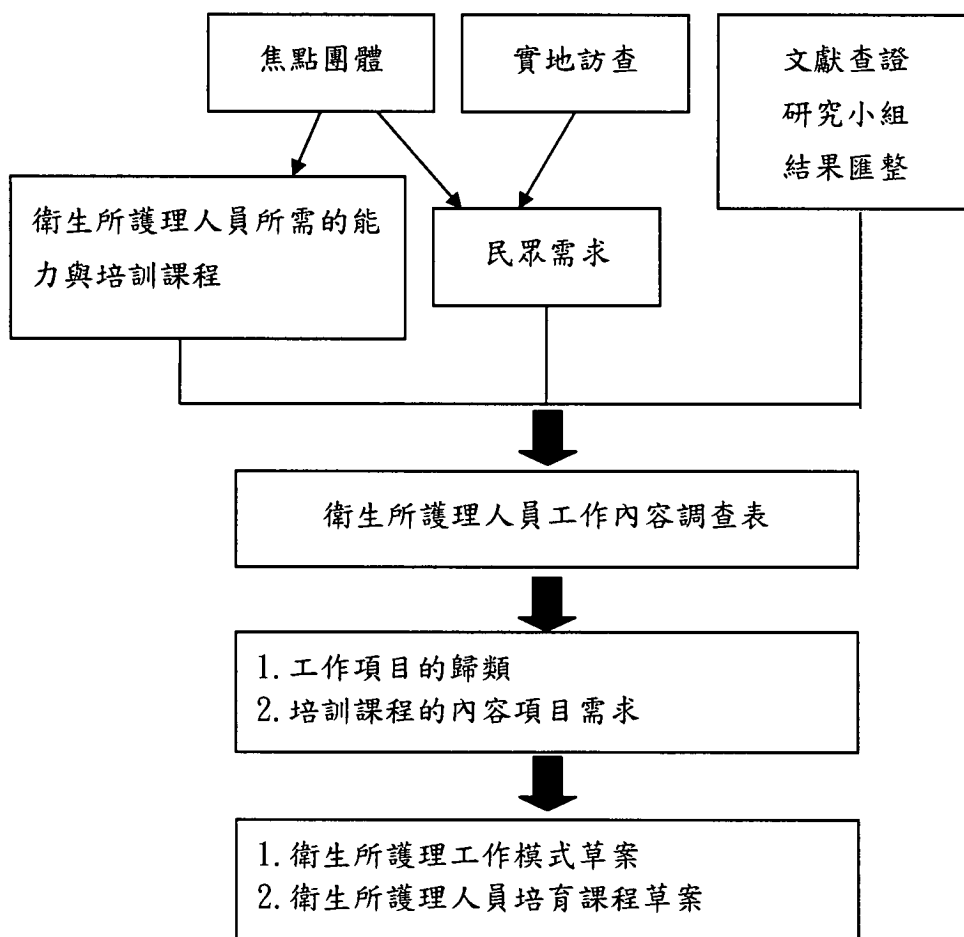 焦點團體
實地訪查
文獻查證
研究小組
結果匯整
衛生所護理人員所需的能
力與培訓課程
民眾需求
衛生所護理人員工作內容調查表
1.工作項目的歸類
2.培訓課程的內容項目需求
1.衛生所護理工作模式草案
2.衛生所護理人員培育課程草案